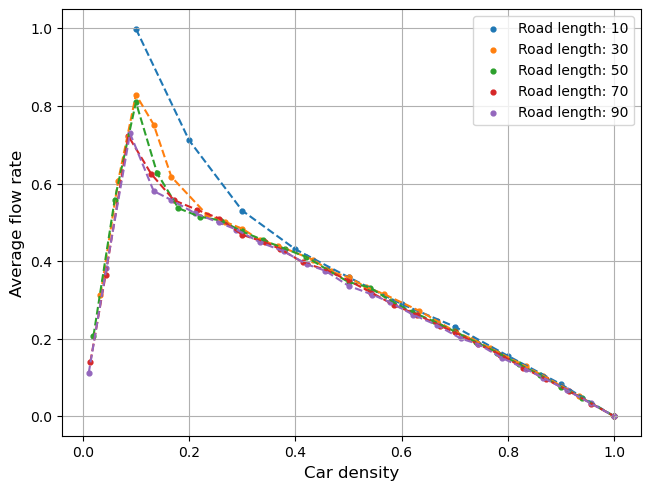 Road length: 10
Road length: 30
Road length: 50
Road length: 70
Road length: 90
1.0
0.8
0.6
0.4
0.2
0.0
Average flow rate
0.0 0.2 0.4 0.6 0.8 1.0
Car density